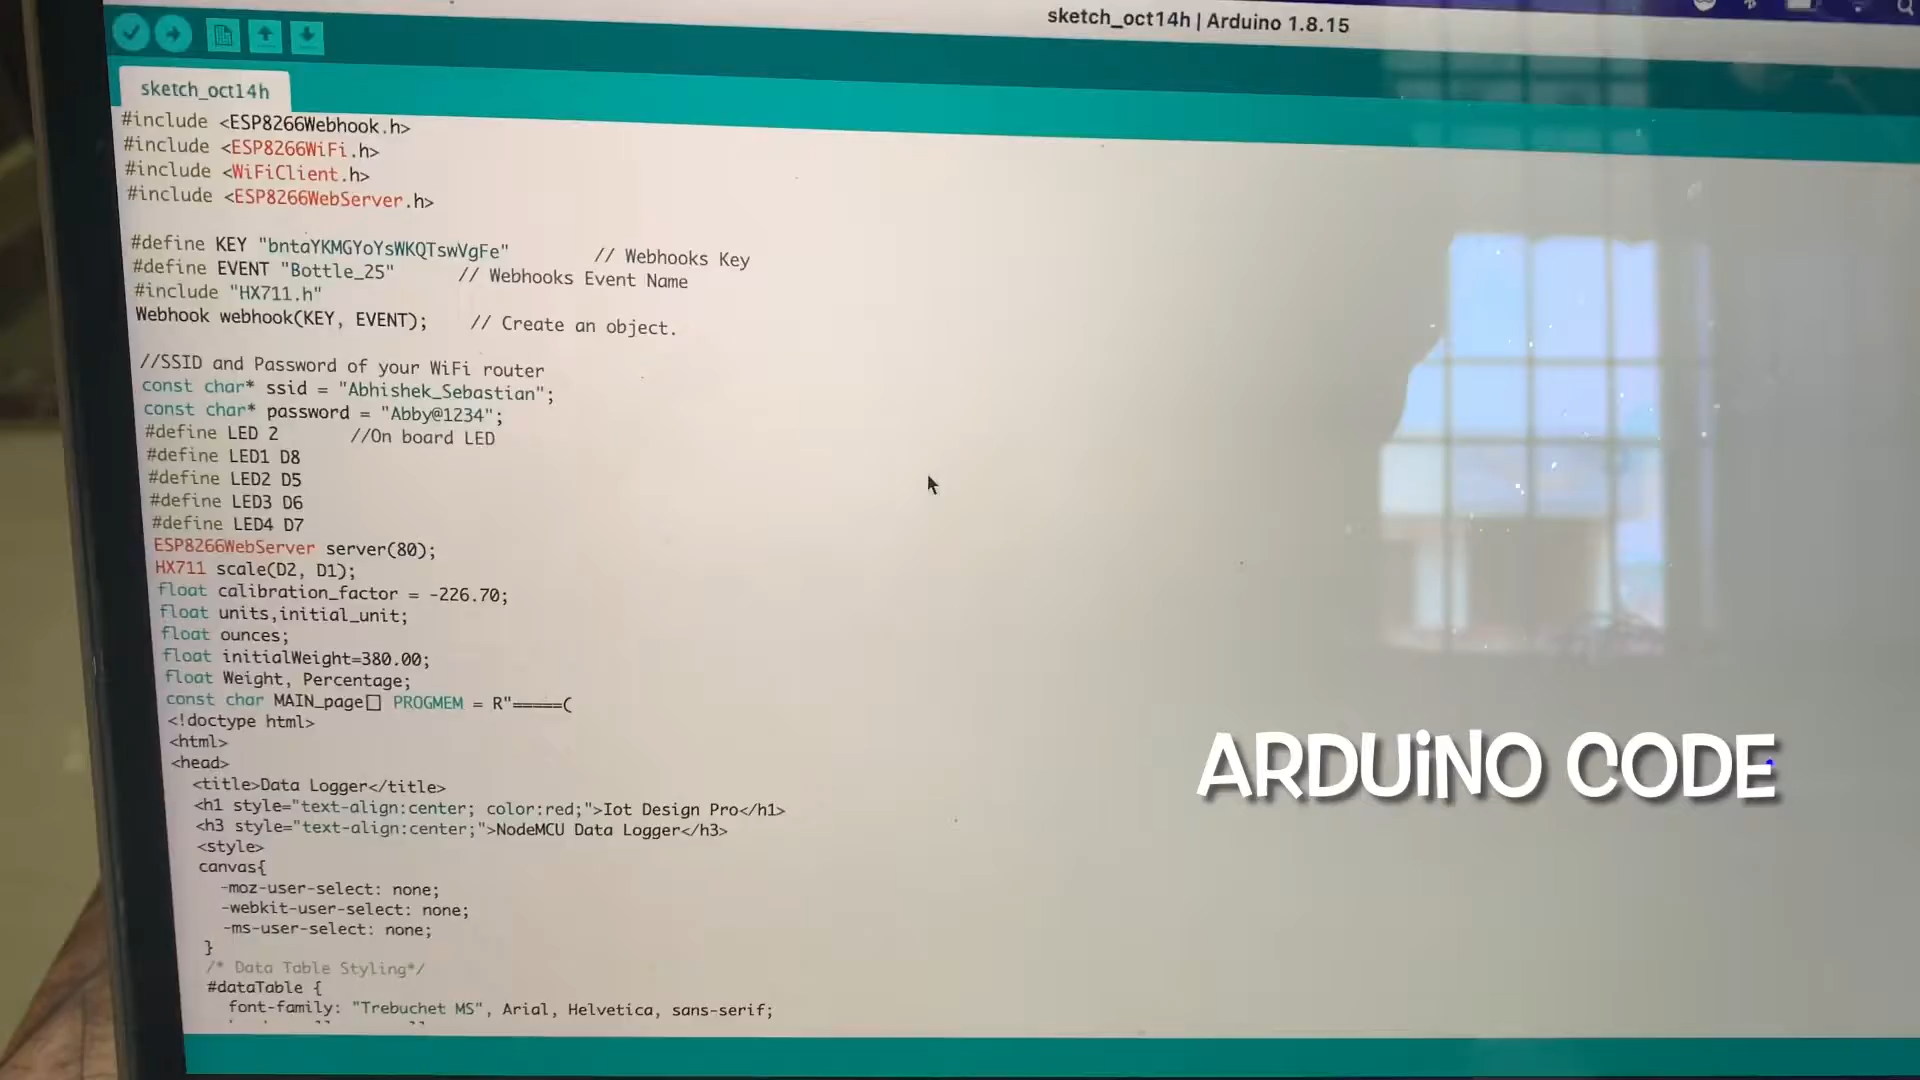 sketch_oct14h | Arduino 1.8.15
sketch_oct14h
#include <ESP8266Webhook.h>
#include <ESP8266WiFi.h>
#include <WiFiClient.h>
#include <ESP8266WebServer.h>
#define KEY "bntaYKMGYoYsWKQTswVgFe" // Webhooks Key
#define EVENT "Bottle_25" // Webhooks Event Name
#include "HX711.h"
Webhook webhook(KEY, EVENT); // Create an object.
//SSID and Password of your WiFi router
const char* ssid = "Abhishek_Sebastian";
const char* password = "Abby@1234";
#define LED 2 //On board LED
#define LED1 D8
#define LED2 D5
#define LED3 D6
#define LED4 D7
ESP8266WebServer server(80);
HX711 scale(D2, D1);
float calibration_factor = -226.70;
float units,initial_unit;
float ounces;
float initialWeight=380.00;
float Weight, Percentage;
const char MAIN_page[] PROGMEM = R"=====(
<!doctype html>
<html>
<head>
<title>Data Logger</title>
<h1 style="text-align:center; color:red;">Iot Design Pro</h1>
<h3 style="text-align:center;">NodeMCU Data Logger</h3>
<style>
canvas{
-moz-user-select: none;
-webkit-user-select: none;
-ms-user-select: none;
}
/* Data Table Styling*/
#dataTable {
font-family: "Trebuchet MS", Arial, Helvetica, sans-serif;
ARDUINO CODE